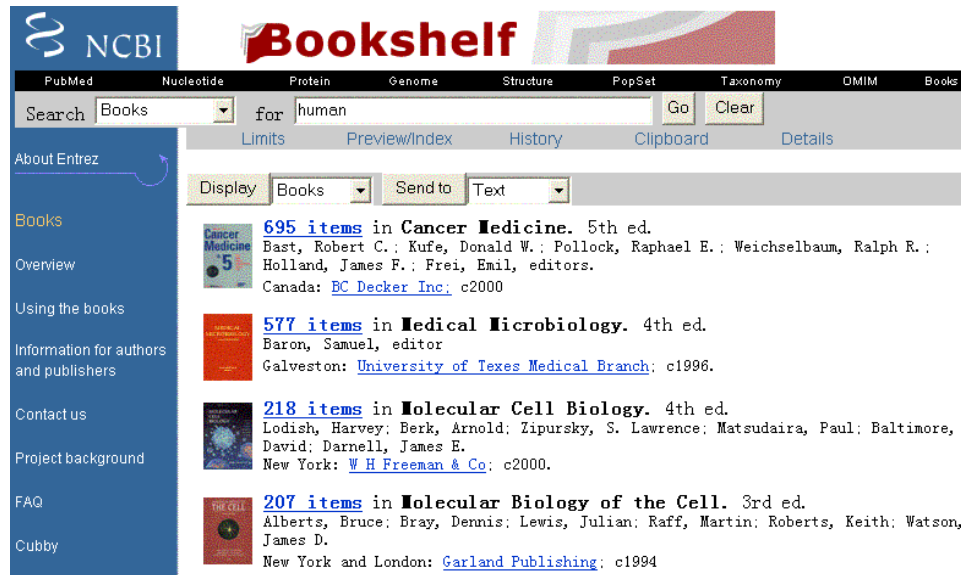 NCBI
Bookshelf
PubMed Nucleotide Protein Genome Structure PopSet Taxonomy OMIM Books
Search Books for human Go Clear
Limits Preview/Index History Clipboard Details
About Entrez
Display Books Send to Text
Books
Overview
Using the books
Information for authors
and publishers
Contact us
Project background
FAQ
Cubby
Cancer
Medicine
5
695 items in Cancer Medicine. 5th ed.
Bast, Robert C.; Kufe, Donald W.; Pollock, Raphael E.; Weichselbaum, Ralph R.;
Holland, James F.; Frei, Emil, editors.
Canada: BC Decker Inc; c2000
577 items in Medical Microbiology. 4th ed.
Baron, Samuel, editor
Galveston: University of Texes Medical Branch; c1996.
218 items in Molecular Cell Biology. 4th ed.
Lodish, Harvey; Berk, Arnold; Zipursky, S. Lawrence; Matsudaira, Paul; Baltimore,
David; Darnell, James E.
New York: W H Freeman & Co; c2000.
THE CELL
207 items in Molecular Biology of the Cell. 3rd ed.
Alberts, Bruce; Bray, Dennis; Lewis, Julian; Raff, Martin; Roberts, Keith; Watson,
James D.
New York and London: Garland Publishing; c1994